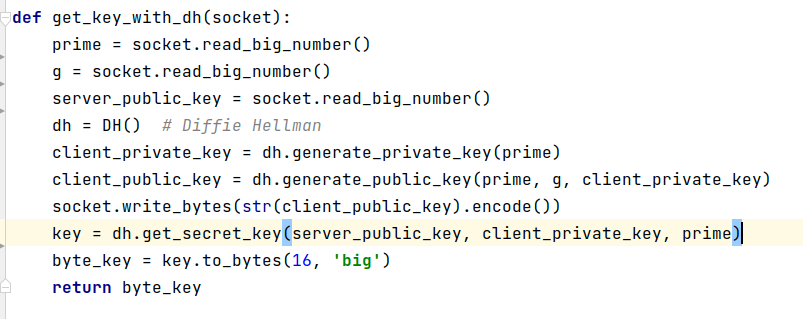 def get_key_with_dh(socket):
    prime = socket.read_big_number()
    g = socket.read_big_number()
    server_public_key = socket.read_big_number()
    dh = DH()  # Diffie Hellman
    client_private_key = dh.generate_private_key(prime)
    client_public_key = dh.generate_public_key(prime, g, client_private_key)
    socket.write_bytes(str(client_public_key).encode())
    key = dh.get_secret_key(server_public_key, client_private_key, prime)
    byte_key = key.to_bytes(16, 'big')
    return byte_key